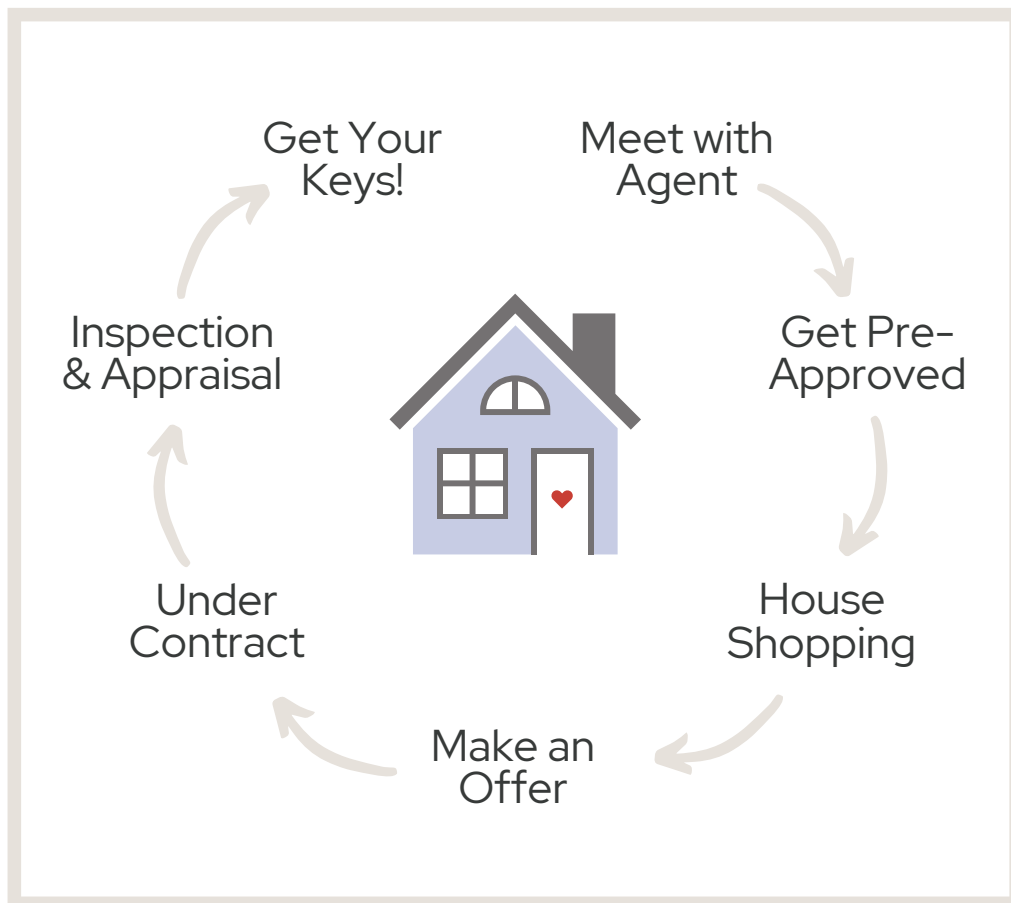 Meet with
Agent
Get Pre-
Approved
House
Shopping
Make an
Offer
Under
Contract
Inspection
& Appraisal
Get Your
Keys!